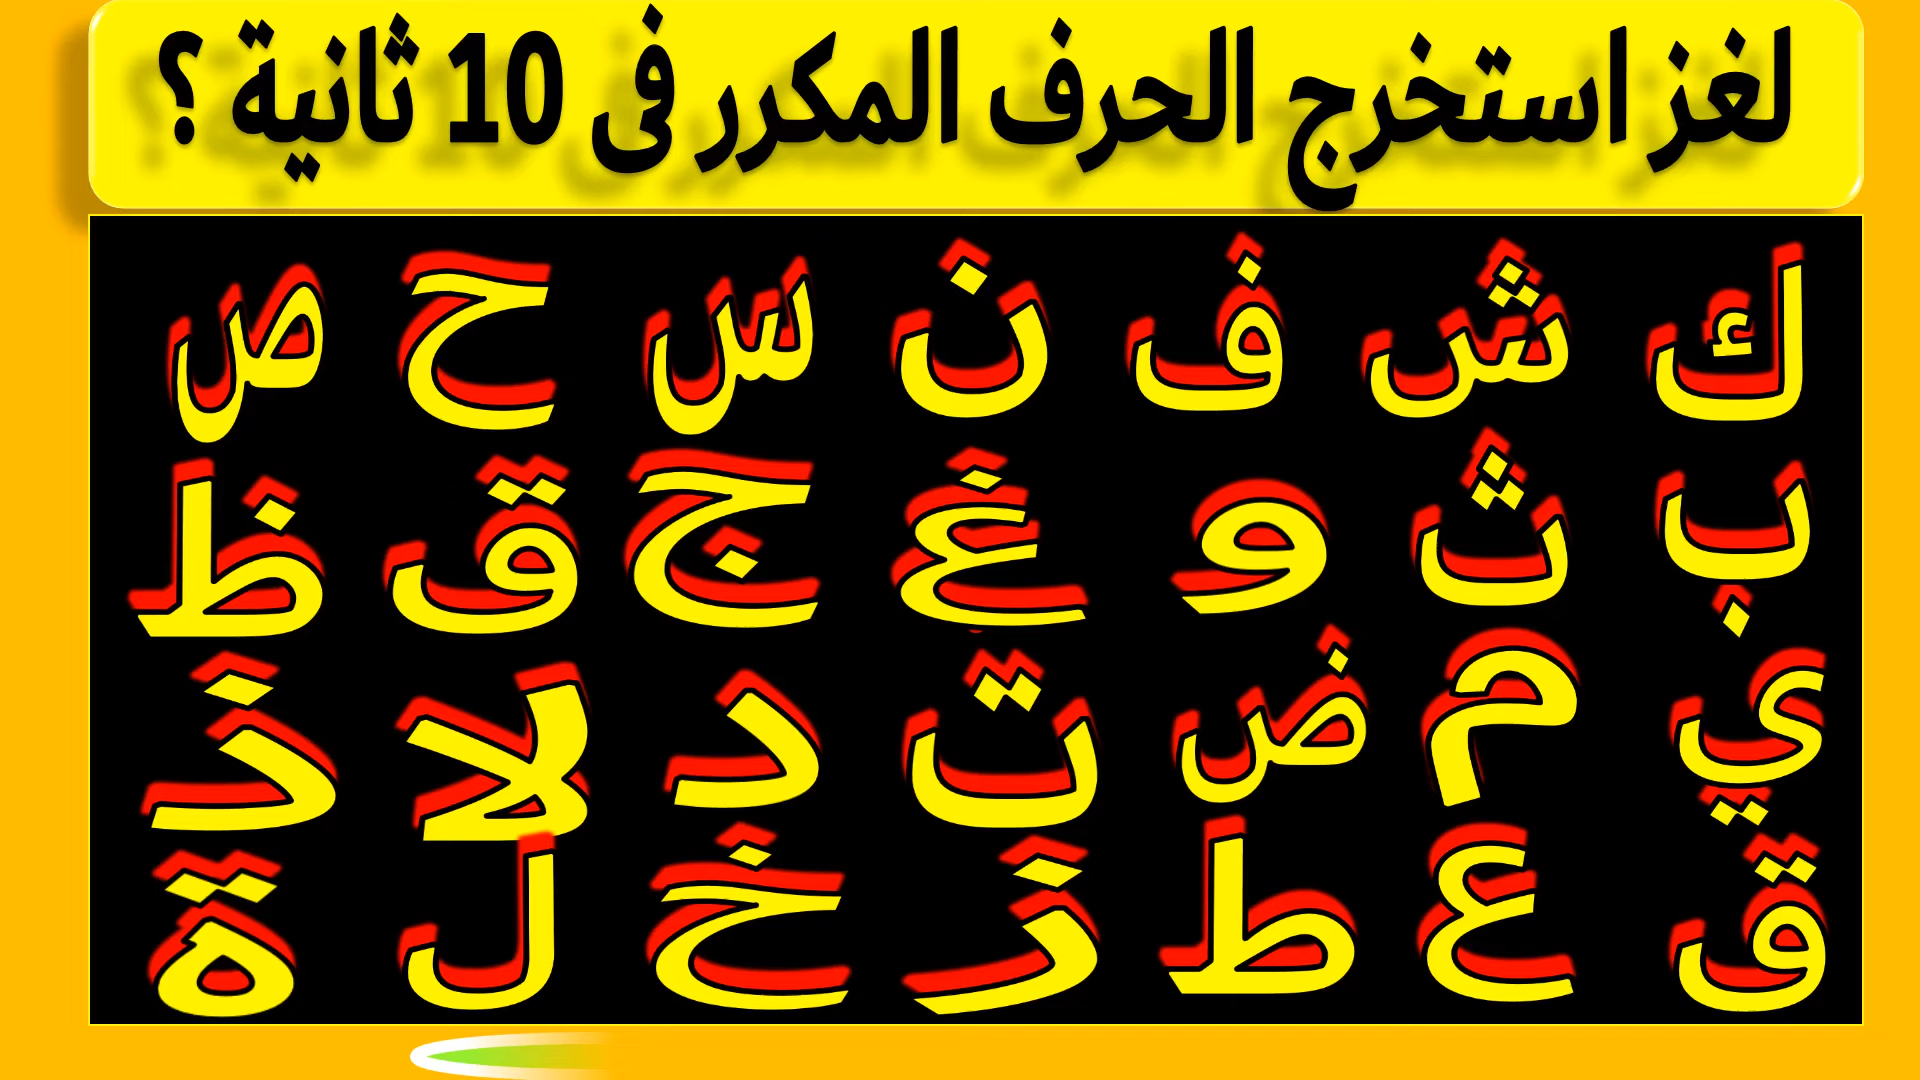 لغز استخرج الحرف المكرر فى 10 ثانية ؟
ك ش ف ن س ح ص
ب ث و غ ج ق ظ
ي م ض ت د لا ذ
ق ع ط ز خ ل ة